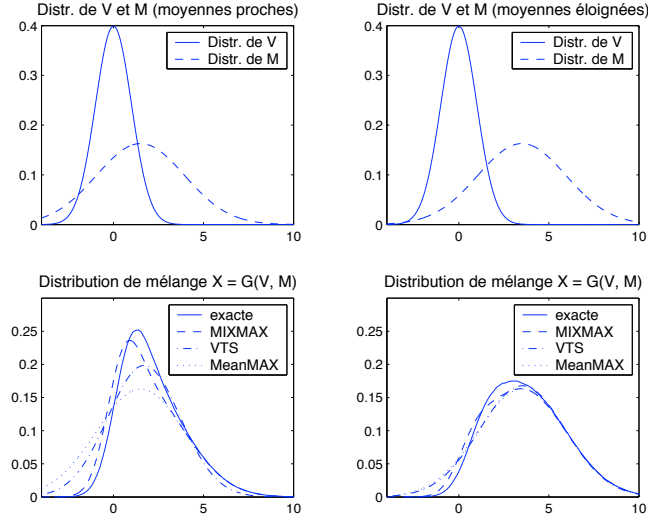 Distr. de V et M (moyennes proches)
0.4
0.3
0.2
0.1
0
0
5
10
Distr. de V
Distr. de M
Distr. de V et M (moyennes éloignées)
0.4
0.3
0.2
0.1
0
0
5
10
Distr. de V
Distr. de M
Distribution de mélange X = G(V, M)
0.25
0.2
0.15
0.1
0.05
0
0
5
10
exacte
MIXMAX
VTS
MeanMAX
Distribution de mélange X = G(V, M)
0.25
0.2
0.15
0.1
0.05
0
0
5
10
exacte
MIXMAX
VTS
MeanMAX